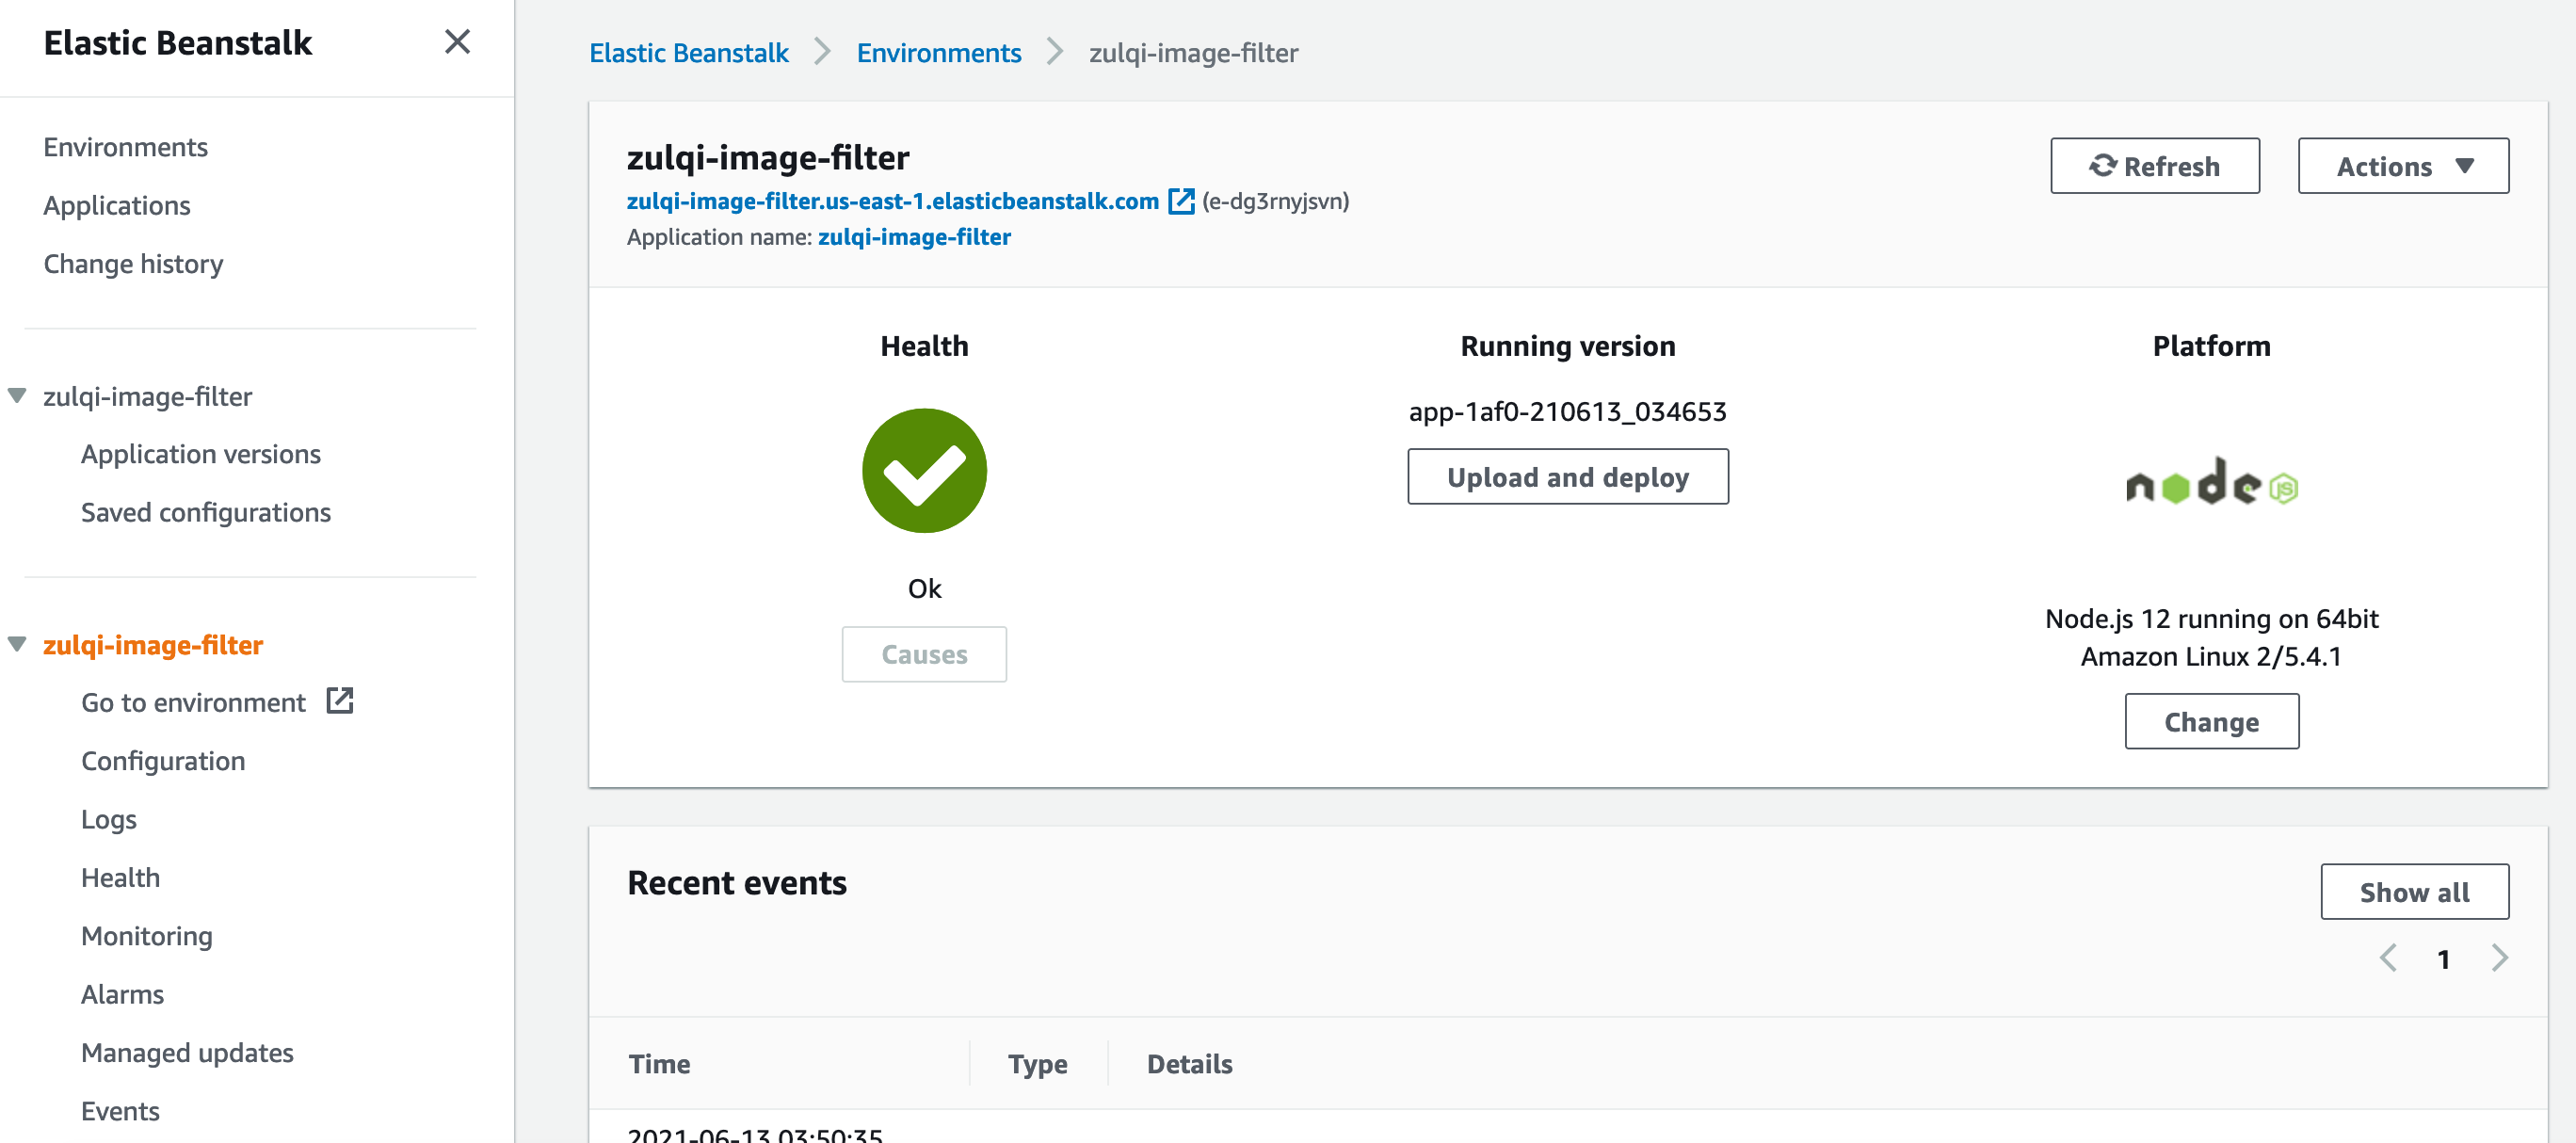 Elastic Beanstalk
Environments
Applications
Change history
zulqi-image-filter
Application versions
Saved configurations
zulqi-image-filter
Go to environment
Configuration
Logs
Health
Monitoring
Alarms
Managed updates
Events
Elastic Beanstalk > Environments > zulqi-image-filter
zulqi-image-filter
zulqi-image-filter.us-east-1.elasticbeanstalk.com (e-dg3rnyjsvn)
Application name: zulqi-image-filter
Refresh
Actions
Health
Ok
Causes
Running version
app-1af0-210613_034653
Upload and deploy
Platform
node JS
Node.js 12 running on 64bit
Amazon Linux 2/5.4.1
Change
Recent events
Show all
1
Time Type Details
2021-06-13 03:50:35